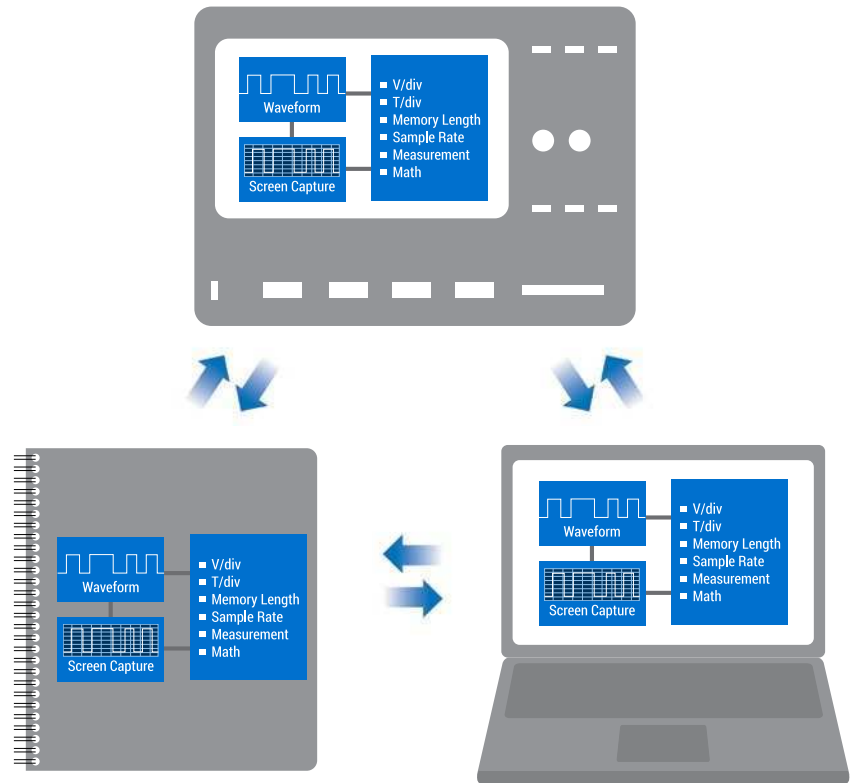 Waveform
Screen Capture
V/div
T/div
Memory Length
Sample Rate
Measurement
Math
Waveform
Screen Capture
V/div
T/div
Memory Length
Sample Rate
Measurement
Math
Waveform
Screen Capture
V/div
T/div
Memory Length
Sample Rate
Measurement
Math